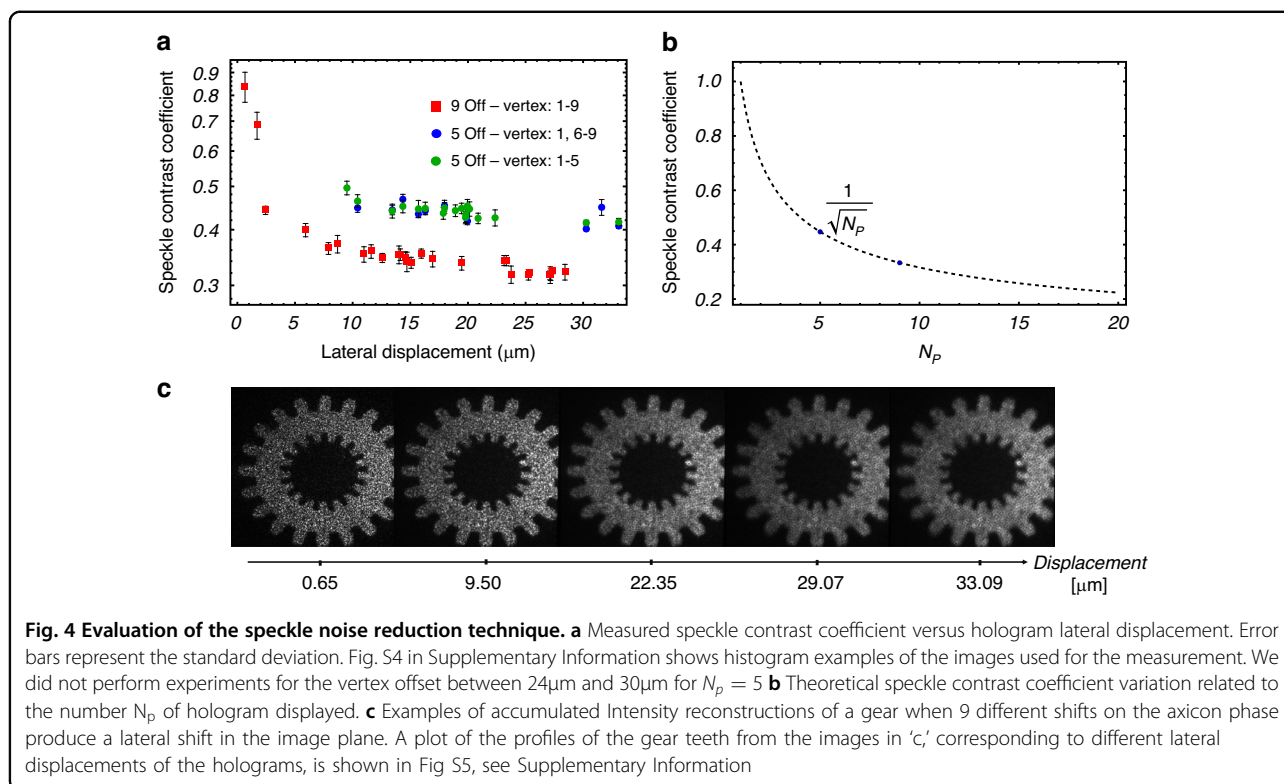 a
Speckle contrast coefficient
0.9
0.8
0.7
0.6
0.5
0.4
0.3
0
5
10
15
20
25
30
Lateral displacement (μm)
9 Off – vertex: 1-9
5 Off – vertex: 1, 6-9
5 Off – vertex: 1-5
b
Speckle contrast coefficient
1.0
0.8
0.6
0.4
0.2
5
10
15
20
N_P
1/√N_P
c
0.65
9.50
22.35
29.07
33.09
Displacement
[μm]
Fig. 4 Evaluation of the speckle noise reduction technique. a Measured speckle contrast coefficient versus hologram lateral displacement. Error
bars represent the standard deviation. Fig. S4 in Supplementary Information shows histogram examples of the images used for the measurement. We
did not perform experiments for the vertex offset between 24μm and 30μm for N_p = 5 b Theoretical speckle contrast coefficient variation related to
the number N_p of hologram displayed. c Examples of accumulated Intensity reconstructions of a gear when 9 different shifts on the axicon phase
produce a lateral shift in the image plane. A plot of the profiles of the gear teeth from the images in ‘c,’ corresponding to different lateral
displacements of the holograms, is shown in Fig S5, see Supplementary Information